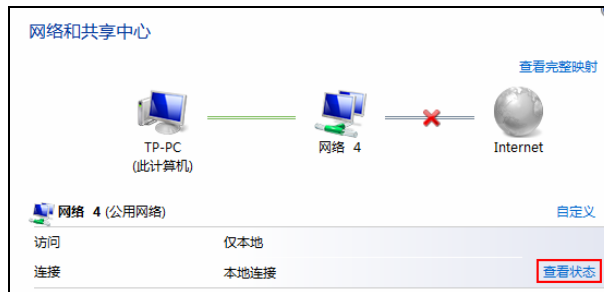 网络和共享中心
查看完整映射
TP-PC
(此计算机)
网络 4
Internet
网络 4 (公用网络)
自定义
访问 仅本地
连接 本地连接 查看状态